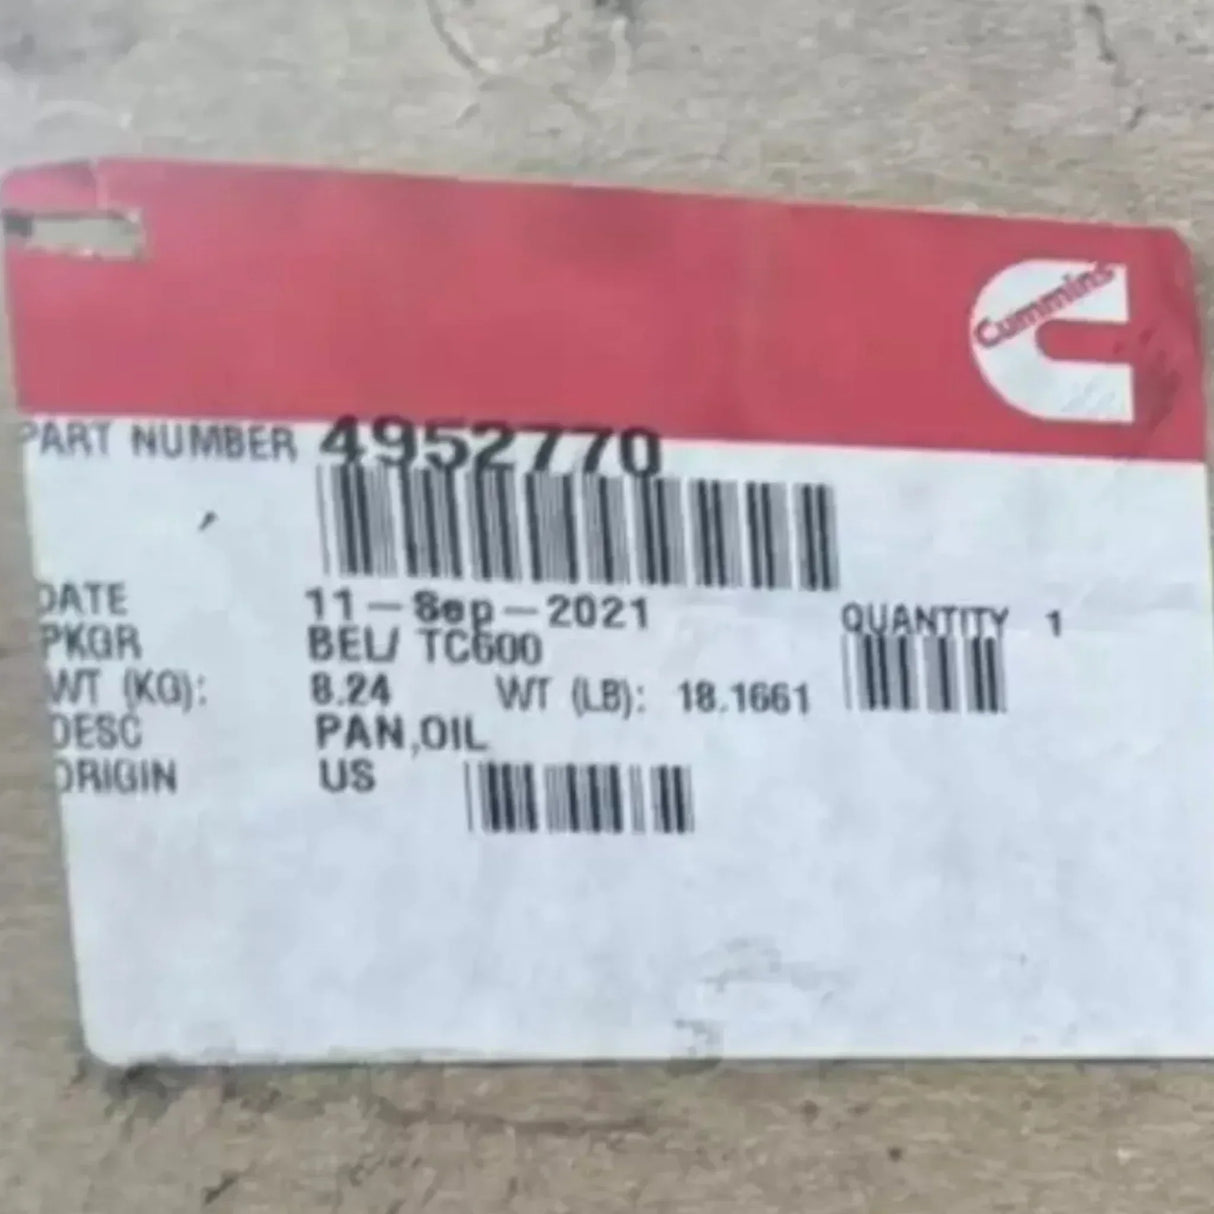 Cummins
PART NUMBER 4952770
DATE 11-Sep-2021 QUANTITY 1
PKGR BEL/ TC600
WT (KG): 8.24 WT (LB): 18.1661
DESC PAN,OIL
ORIGIN US